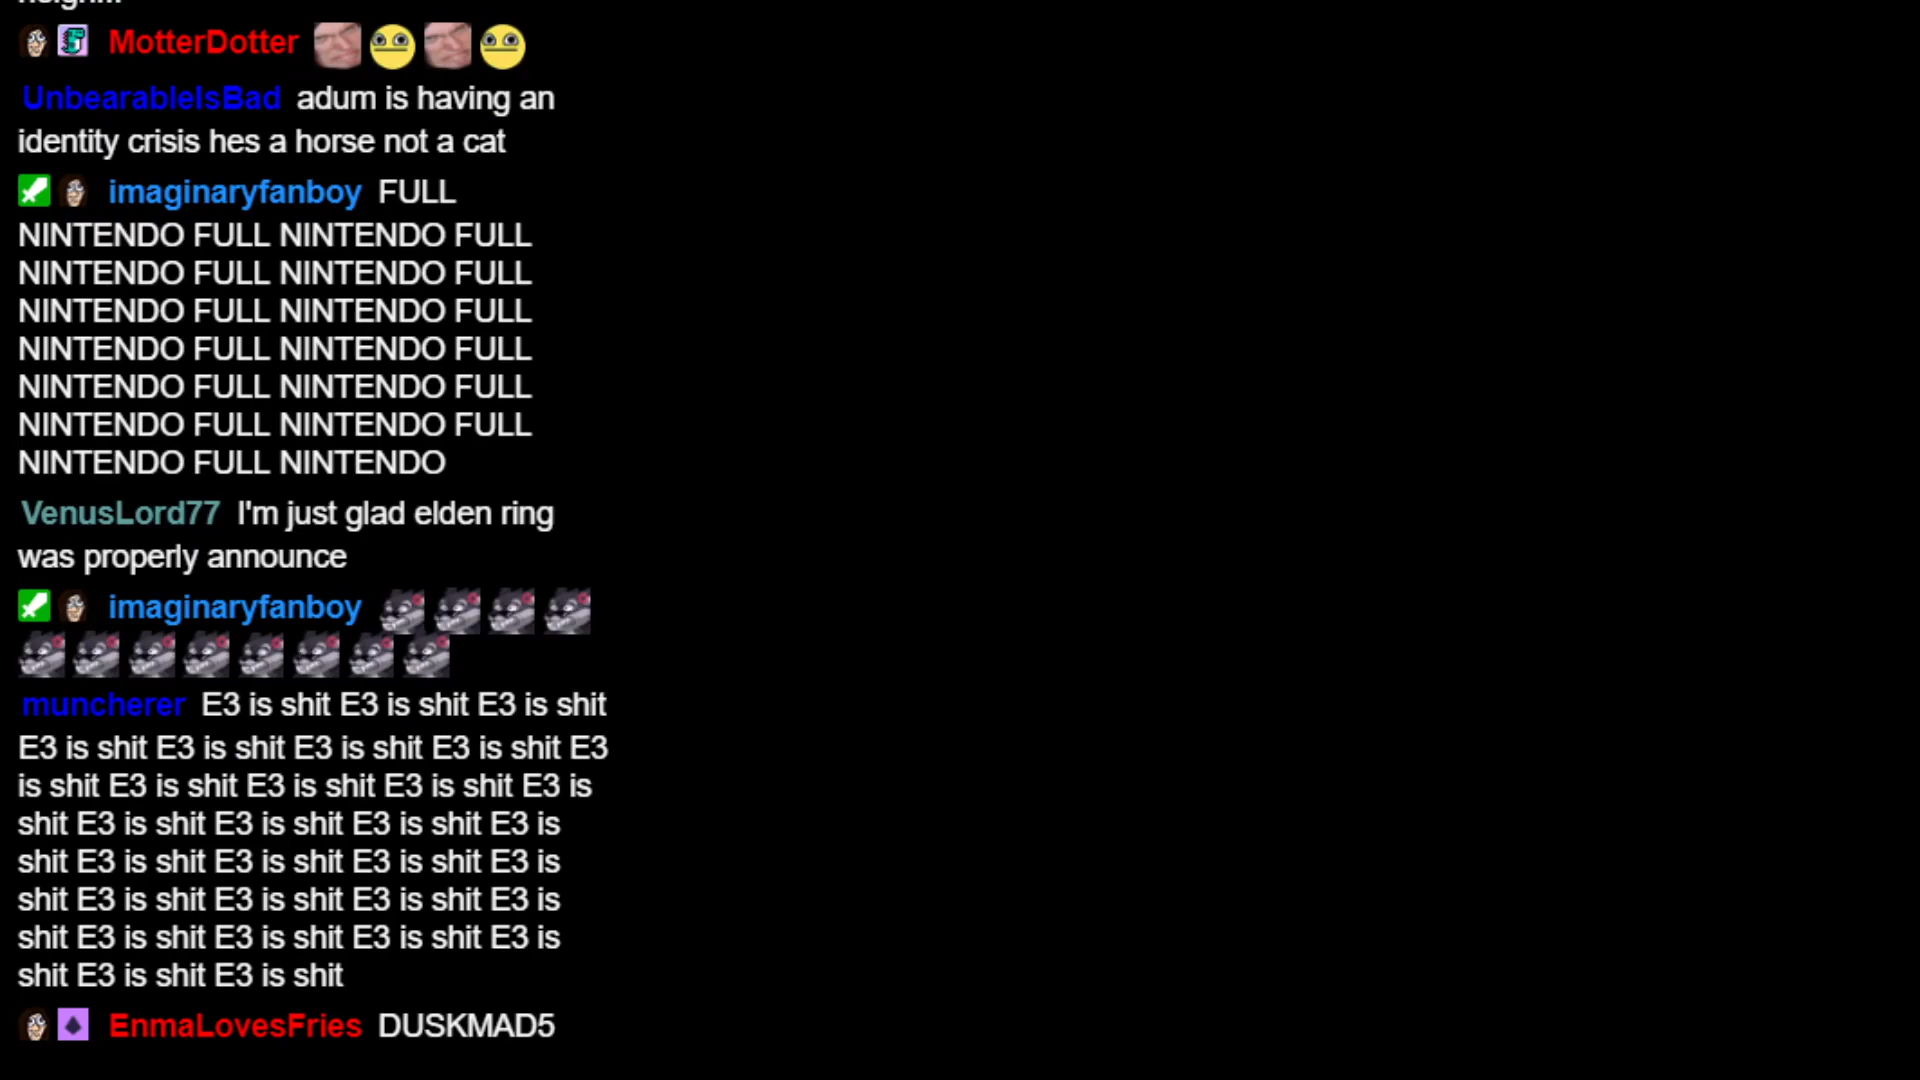 MotterDotter
UnbearableIsBad adum is having an
identity crisis hes a horse not a cat
imaginaryfanboy FULL
NINTENDO FULL NINTENDO FULL
NINTENDO FULL NINTENDO FULL
NINTENDO FULL NINTENDO FULL
NINTENDO FULL NINTENDO FULL
NINTENDO FULL NINTENDO FULL
NINTENDO FULL NINTENDO FULL
NINTENDO FULL NINTENDO
VenusLord77 I'm just glad elden ring
was properly announce
imaginaryfanboy
muncherer E3 is shit E3 is shit E3 is shit
E3 is shit E3 is shit E3 is shit E3 is shit E3
is shit E3 is shit E3 is shit E3 is shit E3 is
shit E3 is shit E3 is shit E3 is shit E3 is
shit E3 is shit E3 is shit E3 is shit E3 is
shit E3 is shit E3 is shit E3 is shit E3 is
shit E3 is shit E3 is shit E3 is shit E3 is
shit E3 is shit E3 is shit
EnmaLovesFries DUSKMAD5